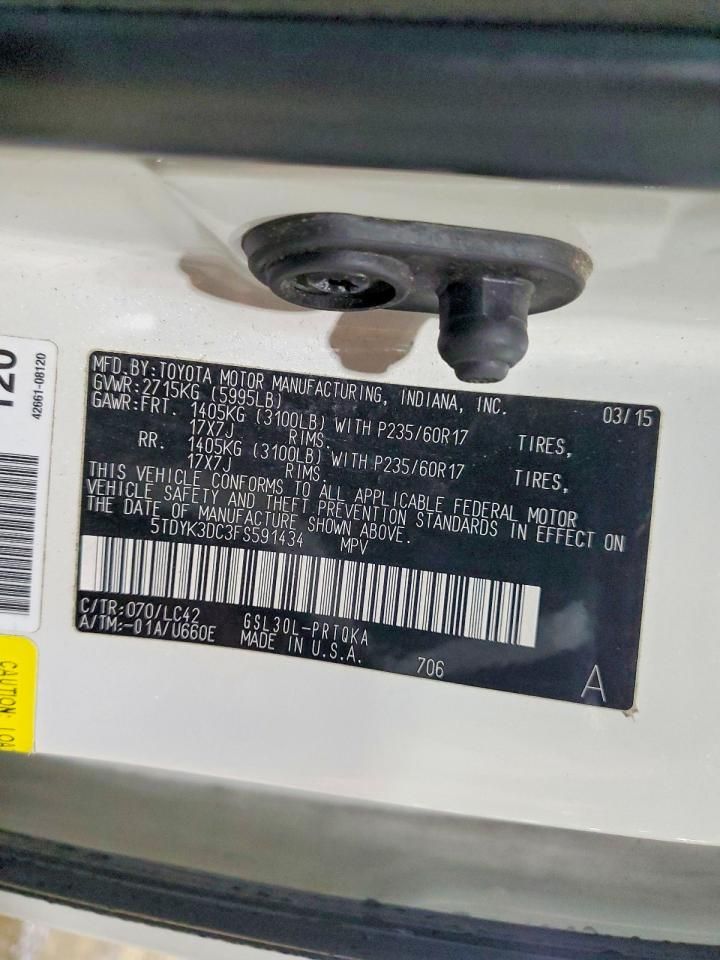 MFD.BY:TOYOTA MOTOR MANUFACTURING, INDIANA, INC. 03/15
GVWR:2715KG (5995LB)
GAWR:FRT. 1405KG (3100LB) WITH P235/60R17 TIRES,
17X7J RIMS.
RR. 1405KG (3100LB) WITH P235/60R17 TIRES,
17X7J RIMS.
THIS VEHICLE CONFORMS TO ALL APPLICABLE FEDERAL MOTOR
VEHICLE SAFETY AND THEFT PREVENTION STANDARDS IN EFFECT ON
THE DATE OF MANUFACTURE SHOWN ABOVE.
5TDYK3DC3FS591434 MPV
C/TR:070/LC42 GSL30L-PRTQKA
A/TM:-01A/U660E MADE IN U.S.A. 706 A
42661-08120
CAUTION: